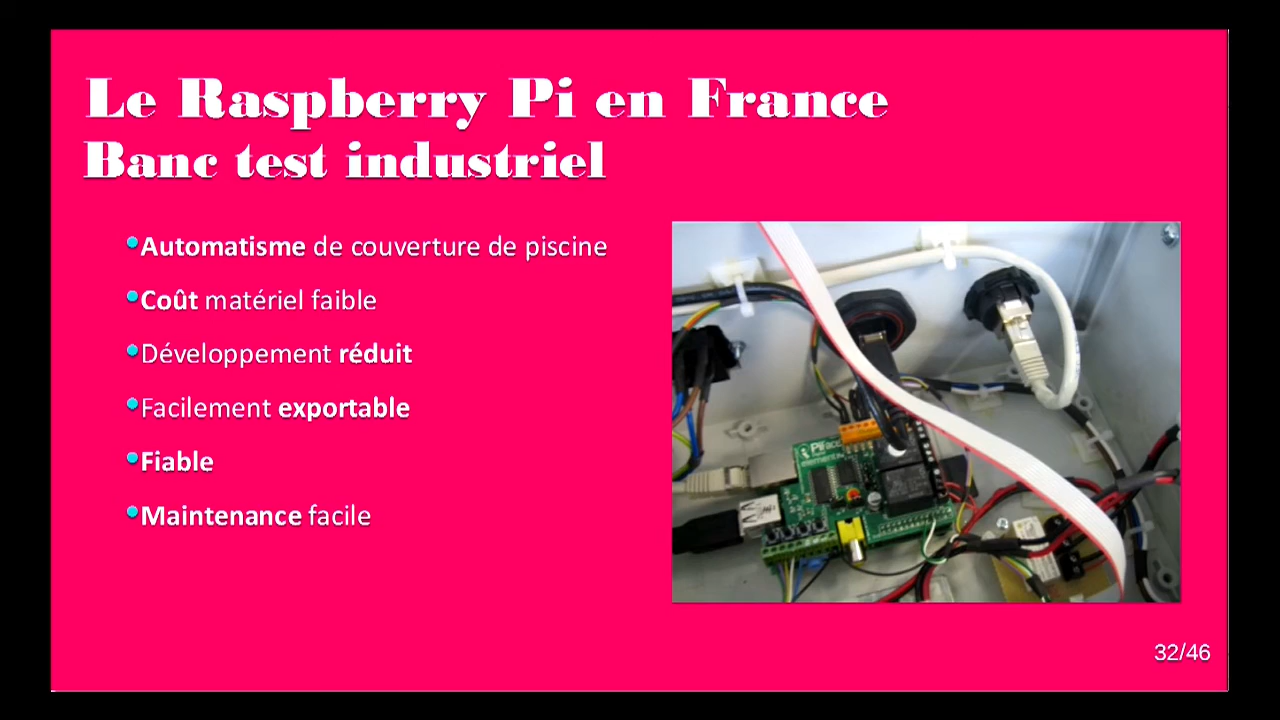 Le Raspberry Pi en France
Banc test industriel
Automatisme de couverture de piscine
Coût matériel faible
Développement réduit
Facilement exportable
Fiable
Maintenance facile
PiFace
32/46